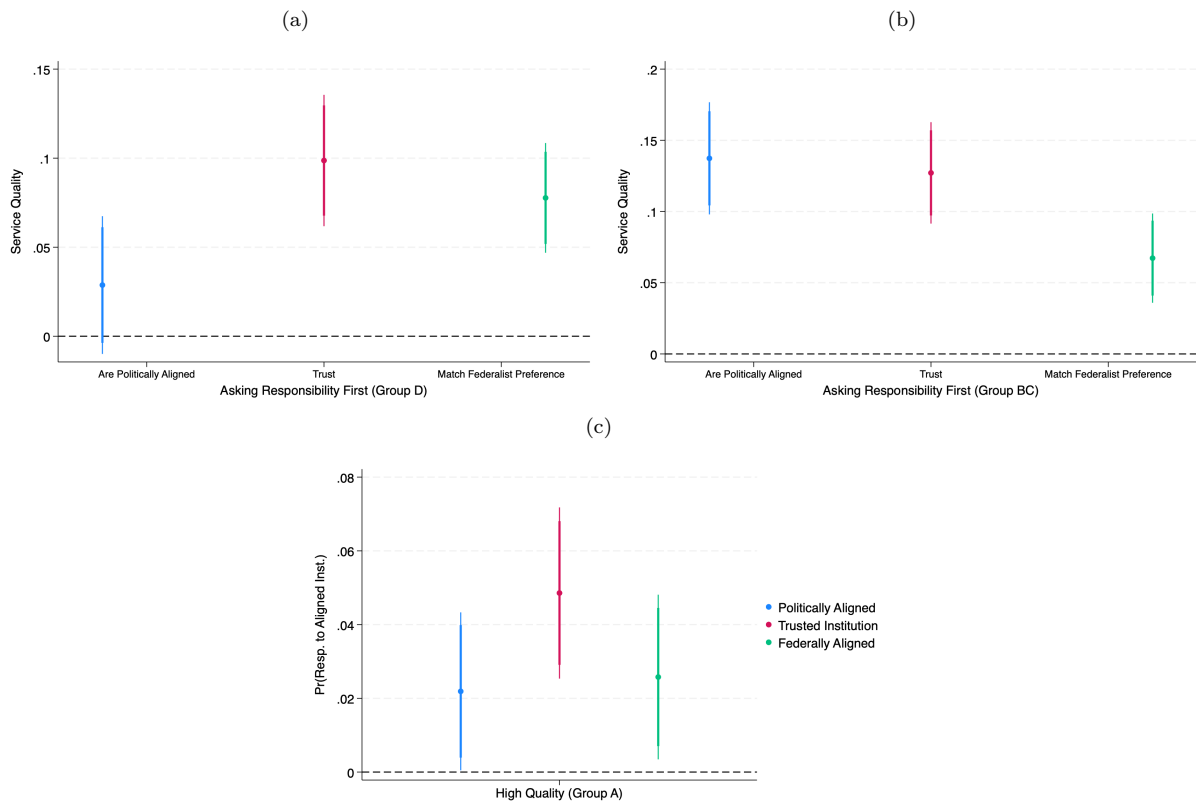 (a)
.15
.1
.05
0
Service Quality
Are Politically Aligned
Trust
Match Federalist Preference
Asking Responsibility First (Group D)
(b)
.2
.15
.1
.05
0
Service Quality
Are Politically Aligned
Trust
Match Federalist Preference
Asking Responsibility First (Group BC)
(c)
.08
.06
.04
.02
0
Pr(Resp. to Aligned Inst.)
High Quality (Group A)
Politically Aligned
Trusted Institution
Federally Aligned